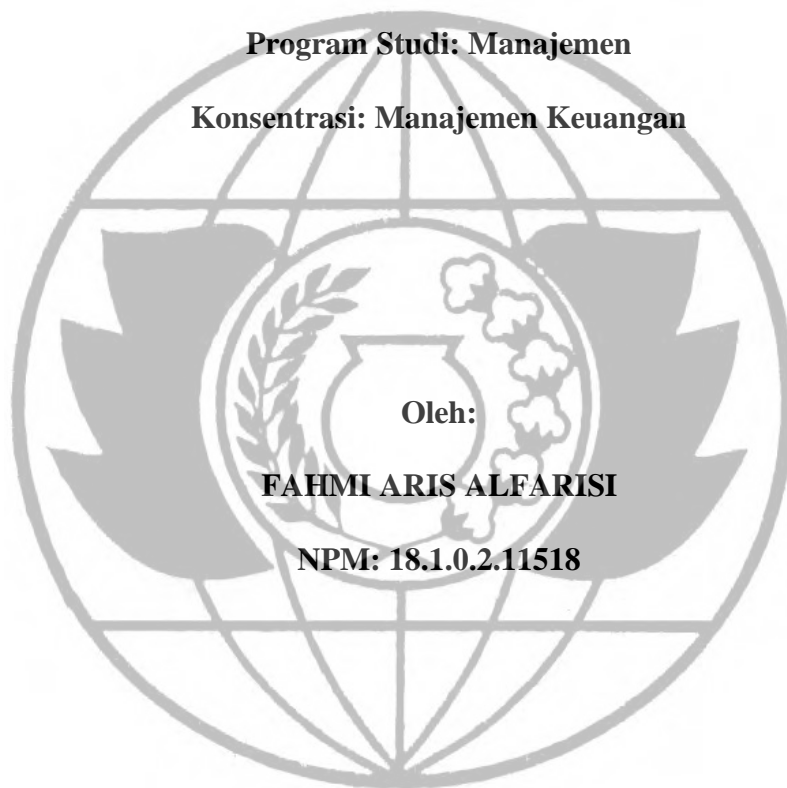 Program Studi: Manajemen
Konsentrasi: Manajemen Keuangan
Oleh:
FAHMI ARIS ALFARISI
NPM: 18.1.0.2.11518